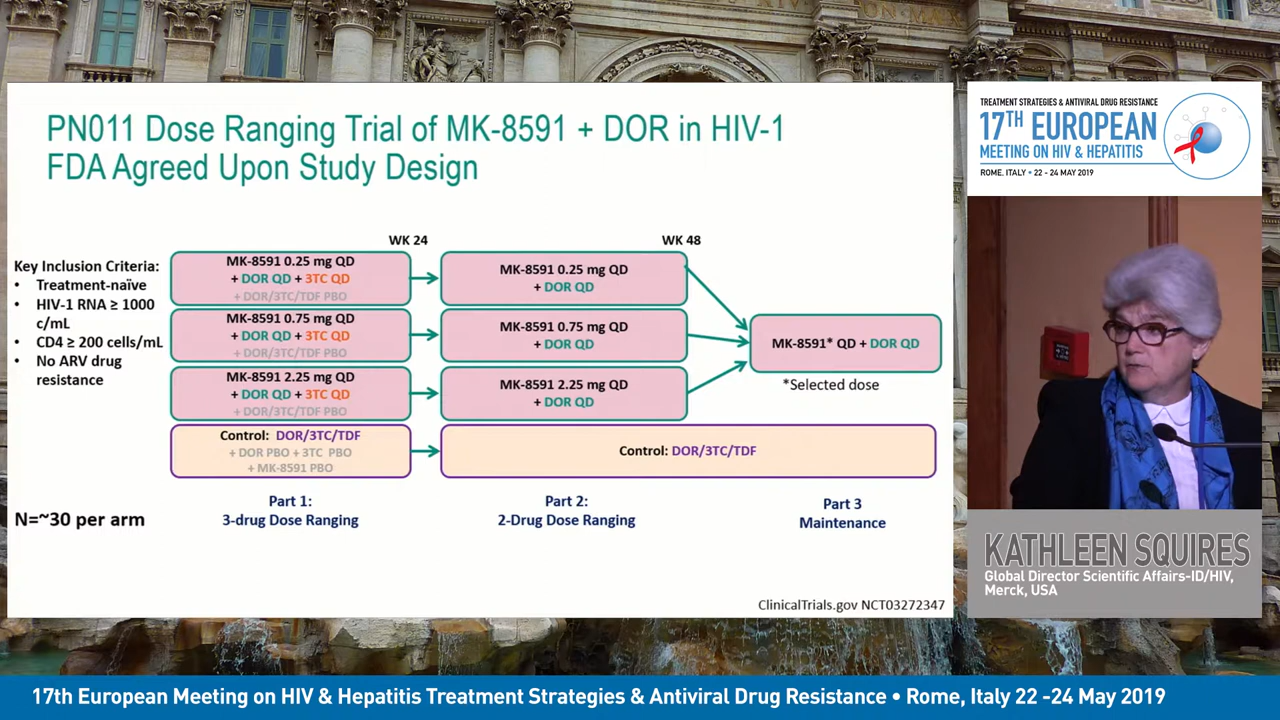 PN011 Dose Ranging Trial of MK-8591 + DOR in HIV-1
FDA Agreed Upon Study Design
Key Inclusion Criteria:
• Treatment-naïve
• HIV-1 RNA ≥ 1000
c/mL
• CD4 ≥ 200 cells/mL
• No ARV drug
resistance
N=~30 per arm
WK 24
MK-8591 0.25 mg QD
+ DOR QD + 3TC QD
+ DOR/3TC/TDF PBO
MK-8591 0.75 mg QD
+ DOR QD + 3TC QD
+ DOR/3TC/TDF PBO
MK-8591 2.25 mg QD
+ DOR QD + 3TC QD
+ DOR/3TC/TDF PBO
Control: DOR/3TC/TDF
+ DOR PBO + 3TC PBO
+ MK-8591 PBO
Part 1:
3-drug Dose Ranging
WK 48
MK-8591 0.25 mg QD
+ DOR QD
MK-8591 0.75 mg QD
+ DOR QD
MK-8591 2.25 mg QD
+ DOR QD
Control: DOR/3TC/TDF
Part 2:
2-Drug Dose Ranging
MK-8591* QD + DOR QD
*Selected dose
Part 3
Maintenance
ClinicalTrials.gov NCT03272347
TREATMENT STRATEGIES & ANTIVIRAL DRUG RESISTANCE
17TH EUROPEAN
MEETING ON HIV & HEPATITIS
ROME, ITALY • 22 - 24 MAY 2019
KATHLEEN SQUIRES
Global Director Scientific Affairs-ID/HIV,
Merck, USA
17th European Meeting on HIV & Hepatitis Treatment Strategies & Antiviral Drug Resistance • Rome, Italy 22 -24 May 2019